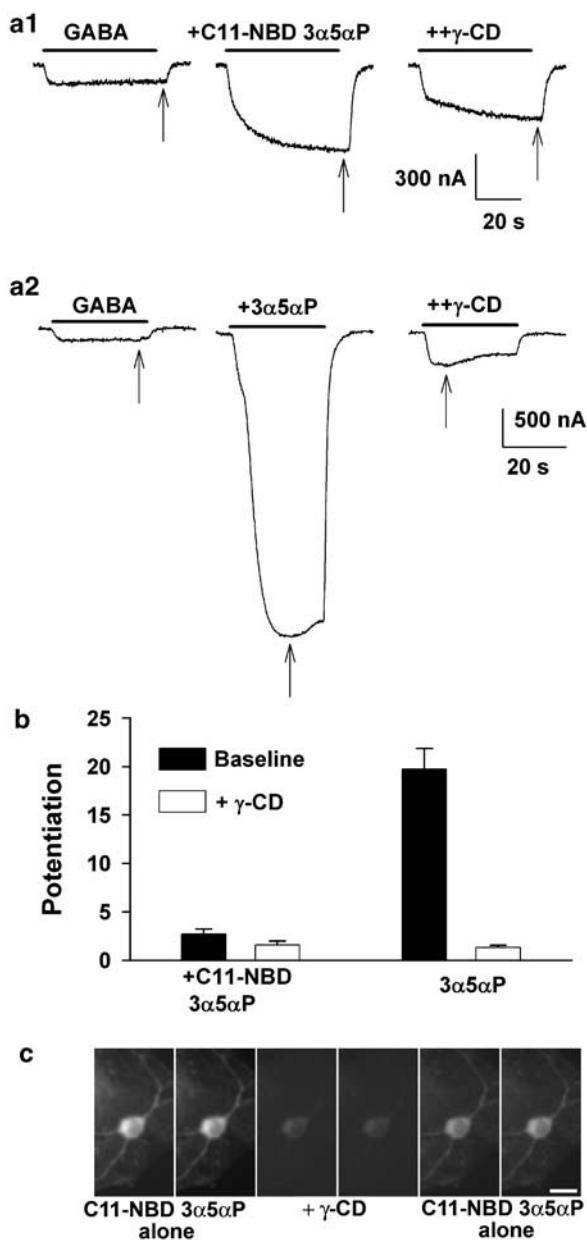 a1
GABA
+C11-NBD 3α5αP
++γ-CD
300 nA
20 s
a2
GABA
+3α5αP
++γ-CD
500 nA
20 s
b
25
20
15
10
5
0
Potentiation
Baseline
+ γ-CD
+C11-NBD
3α5αP
3α5αP
c
C11-NBD 3α5αP
alone
+ γ-CD
C11-NBD 3α5αP
alone